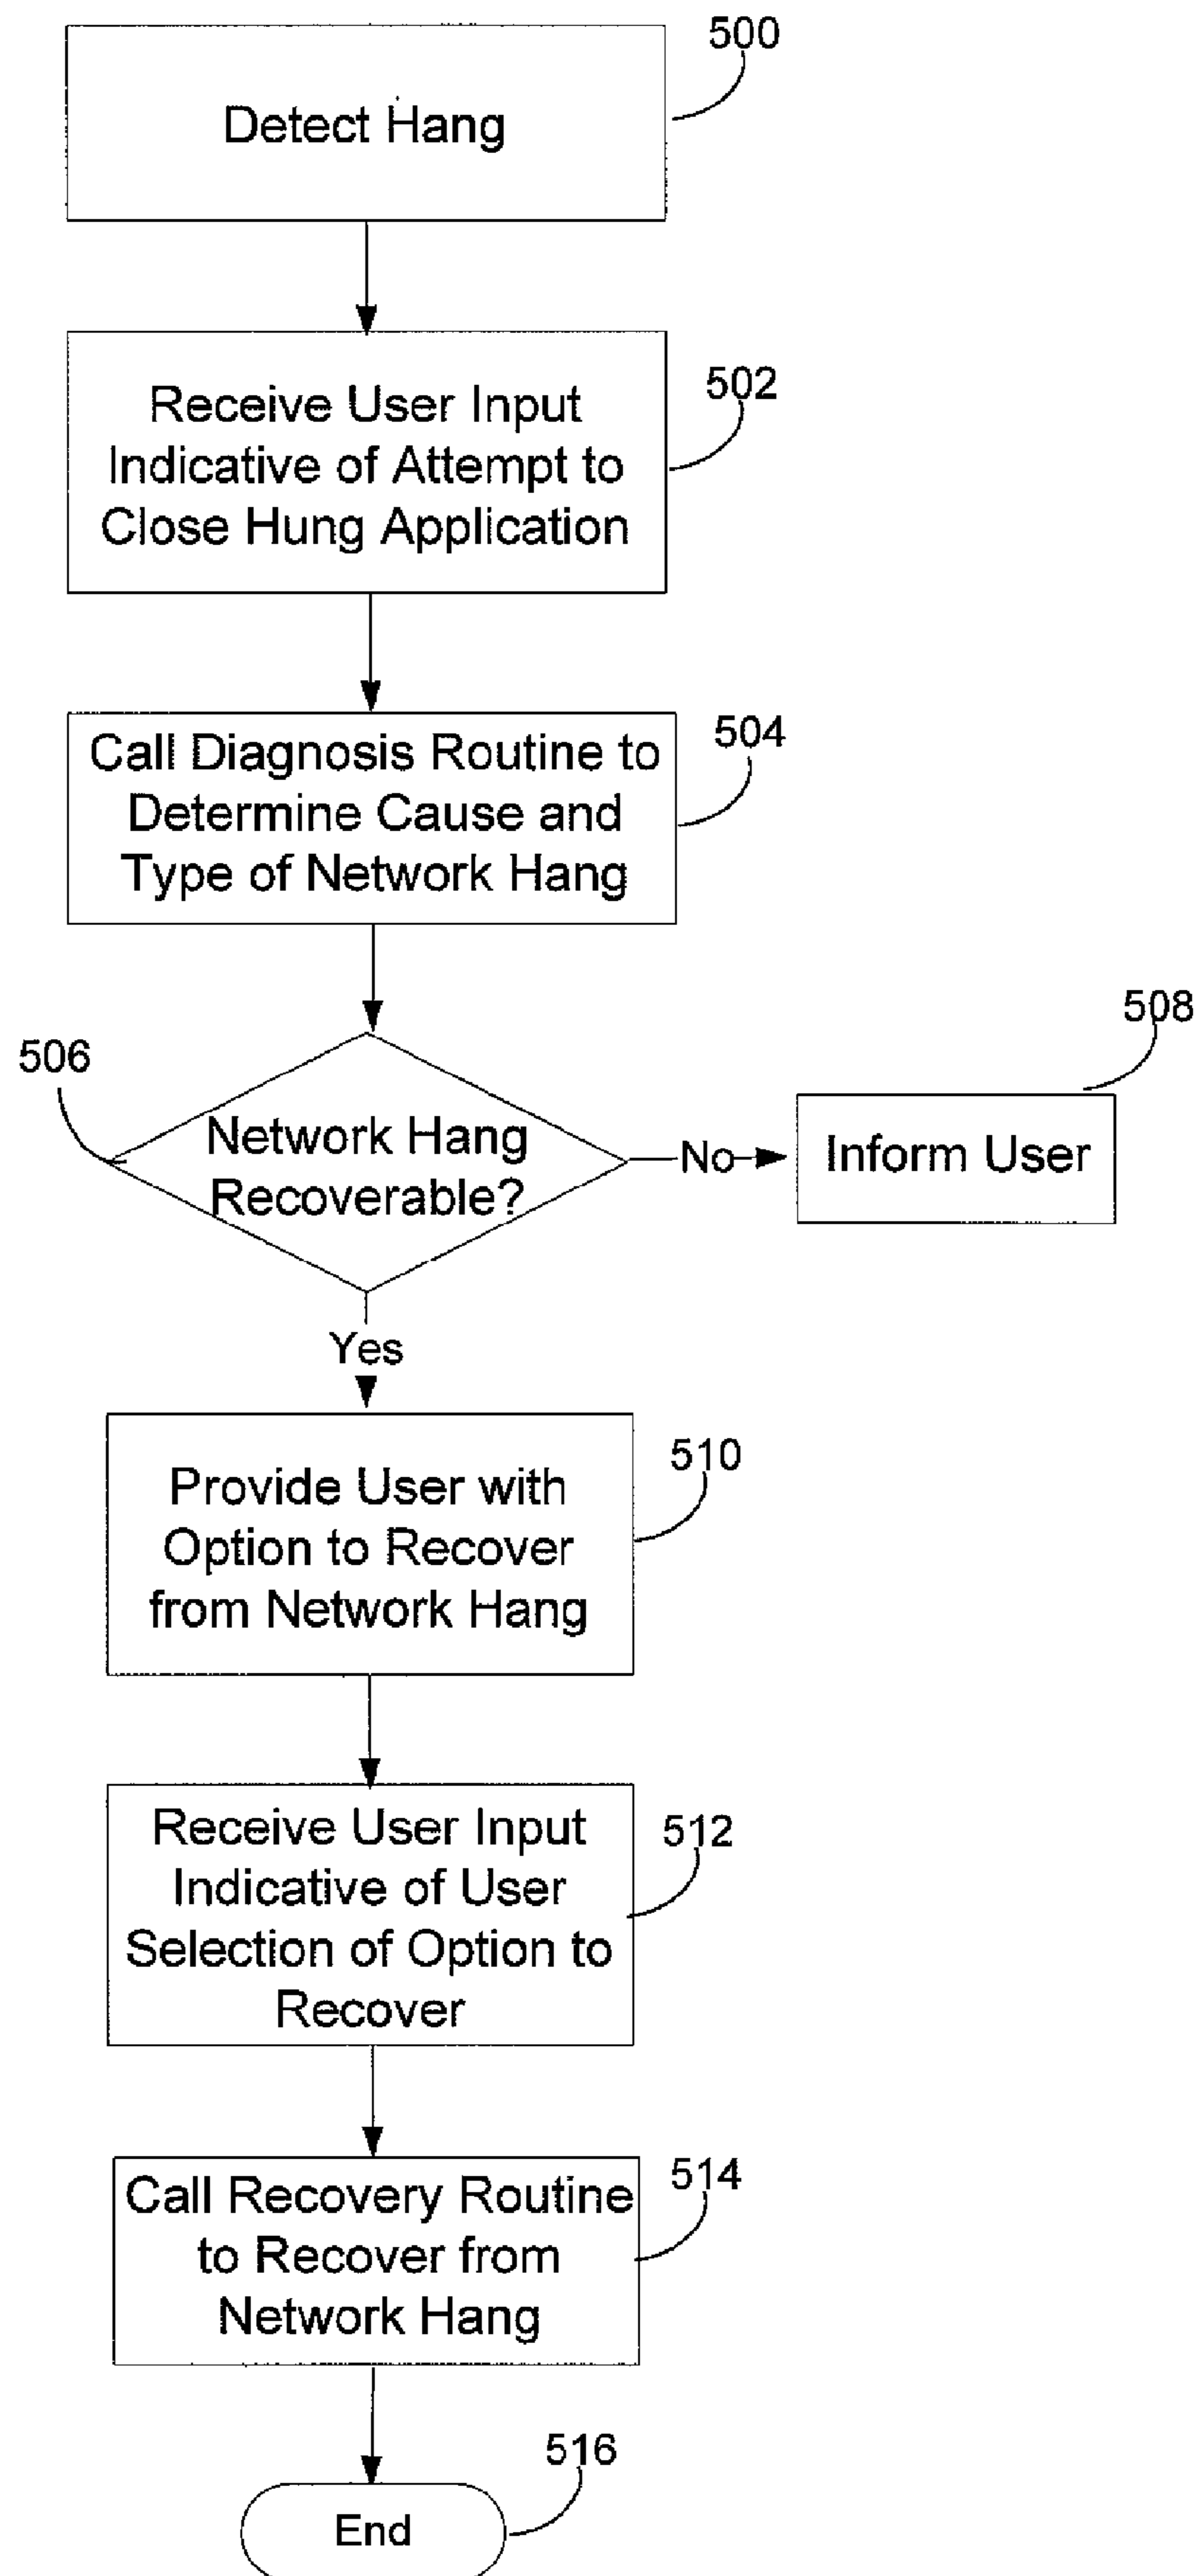 500
Detect Hang
502
Receive User Input
Indicative of Attempt to
Close Hung Application
504
Call Diagnosis Routine to
Determine Cause and
Type of Network Hang
506
Network Hang
Recoverable?
No
508
Inform User
Yes
510
Provide User with
Option to Recover
from Network Hang
512
Receive User Input
Indicative of User
Selection of Option to
Recover
514
Call Recovery Routine
to Recover from
Network Hang
516
End